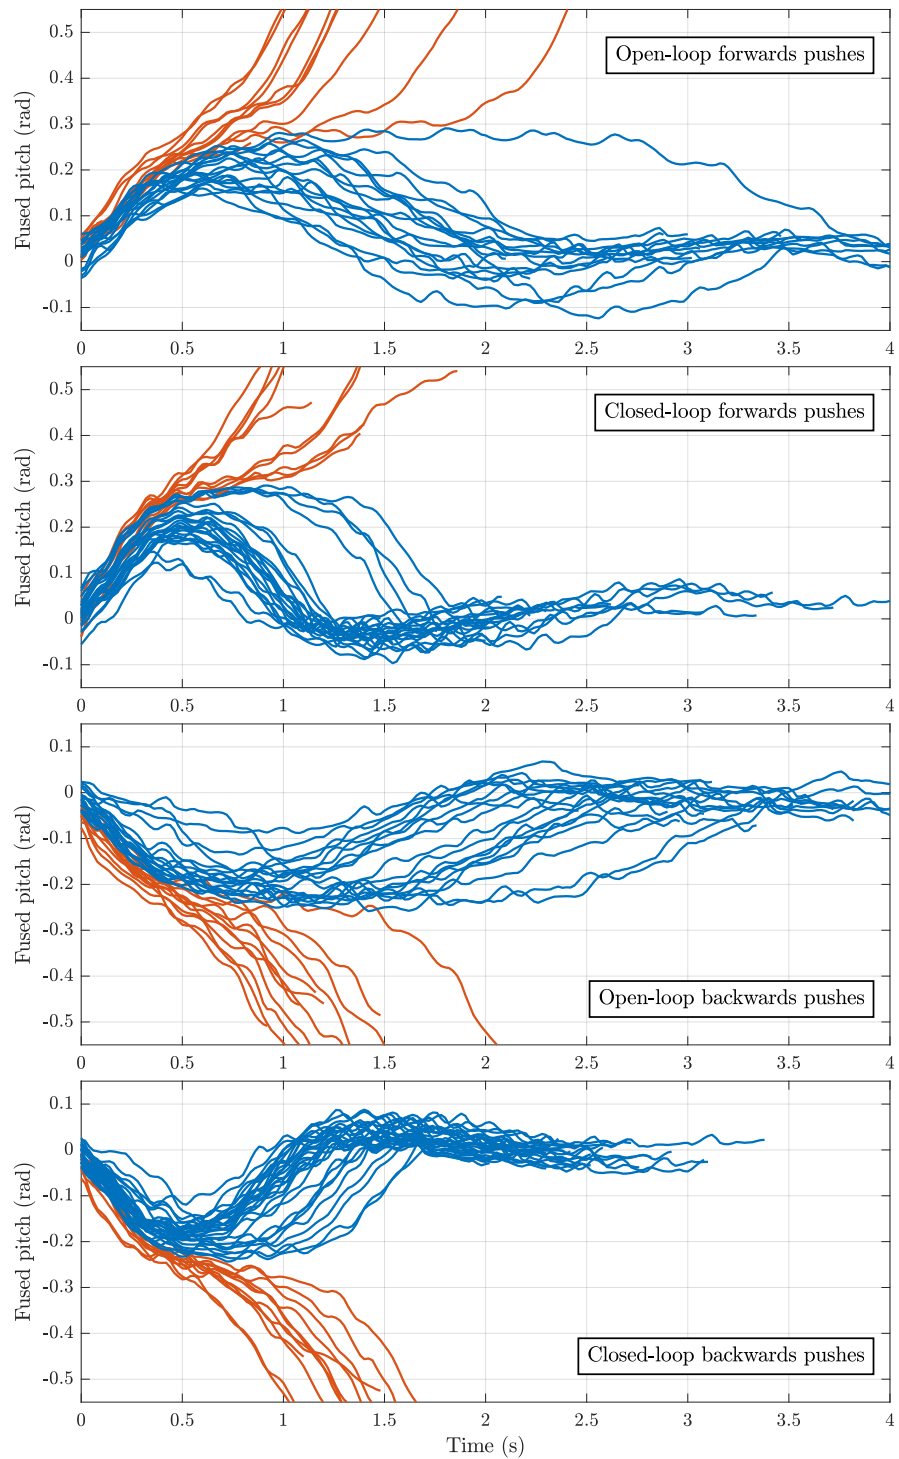 Open-loop forwards pushes
Fused pitch (rad)
0.5
0.4
0.3
0.2
0.1
0
-0.1
0 0.5 1 1.5 2 2.5 3 3.5 4
Closed-loop forwards pushes
Fused pitch (rad)
0.5
0.4
0.3
0.2
0.1
0
-0.1
0 0.5 1 1.5 2 2.5 3 3.5 4
Fused pitch (rad)
0.1
0
-0.1
-0.2
-0.3
-0.4
-0.5
Open-loop backwards pushes
0 0.5 1 1.5 2 2.5 3 3.5 4
Fused pitch (rad)
0.1
0
-0.1
-0.2
-0.3
-0.4
-0.5
Closed-loop backwards pushes
0 0.5 1 1.5 2 2.5 3 3.5 4
Time (s)